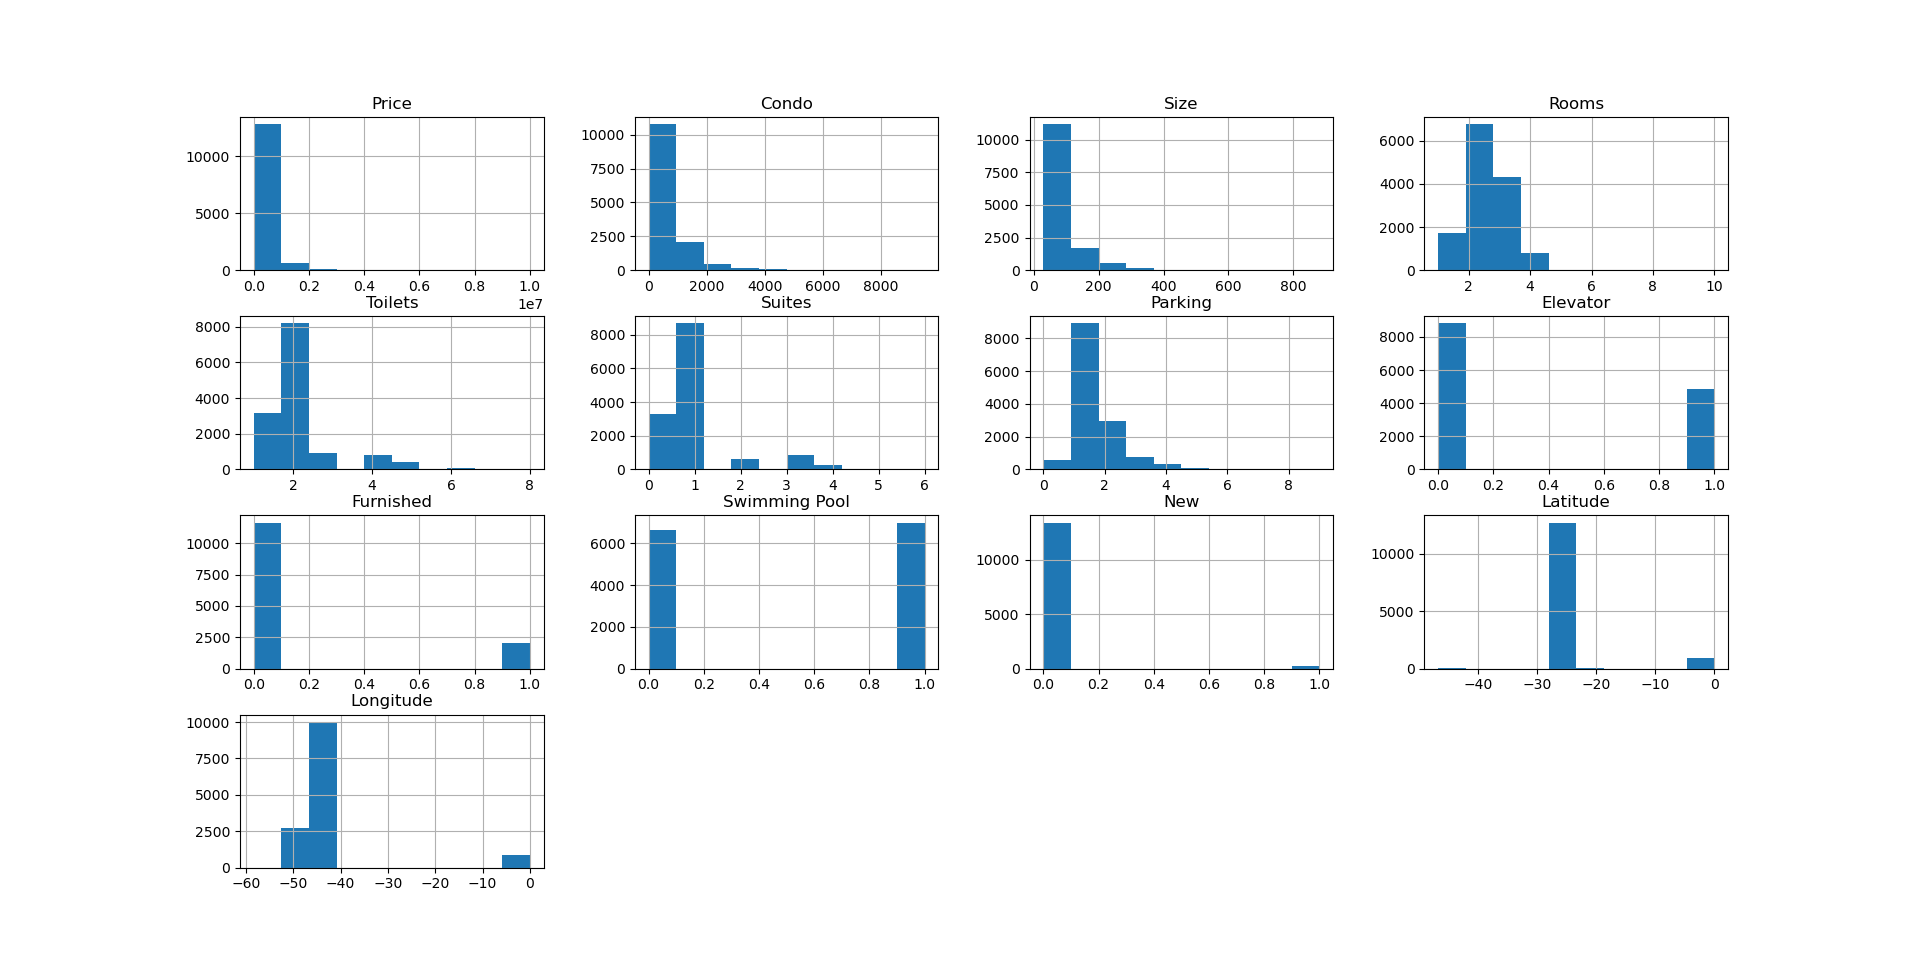 Price Condo Size Rooms
10000 5000 0
0.0 0.2 0.4 0.6 0.8 1.0
1e7
10000 7500 5000 2500 0
0 2000 4000 6000 8000
10000 7500 5000 2500 0
0 200 400 600 800
6000 4000 2000 0
2 4 6 8 10
Toilets Suites Parking Elevator
8000 6000 4000 2000 0
2 4 6 8
8000 6000 4000 2000 0
0 1 2 3 4 5 6
8000 6000 4000 2000 0
0 2 4 6 8
8000 6000 4000 2000 0
0.0 0.2 0.4 0.6 0.8 1.0
Furnished Swimming Pool New Latitude
10000 7500 5000 2500 0
0.0 0.2 0.4 0.6 0.8 1.0
6000 4000 2000 0
0.0 0.2 0.4 0.6 0.8 1.0
10000 5000 0
0.0 0.2 0.4 0.6 0.8 1.0
10000 5000 0
−40 −30 −20 −10 0
Longitude
10000 7500 5000 2500 0
−60 −50 −40 −30 −20 −10 0